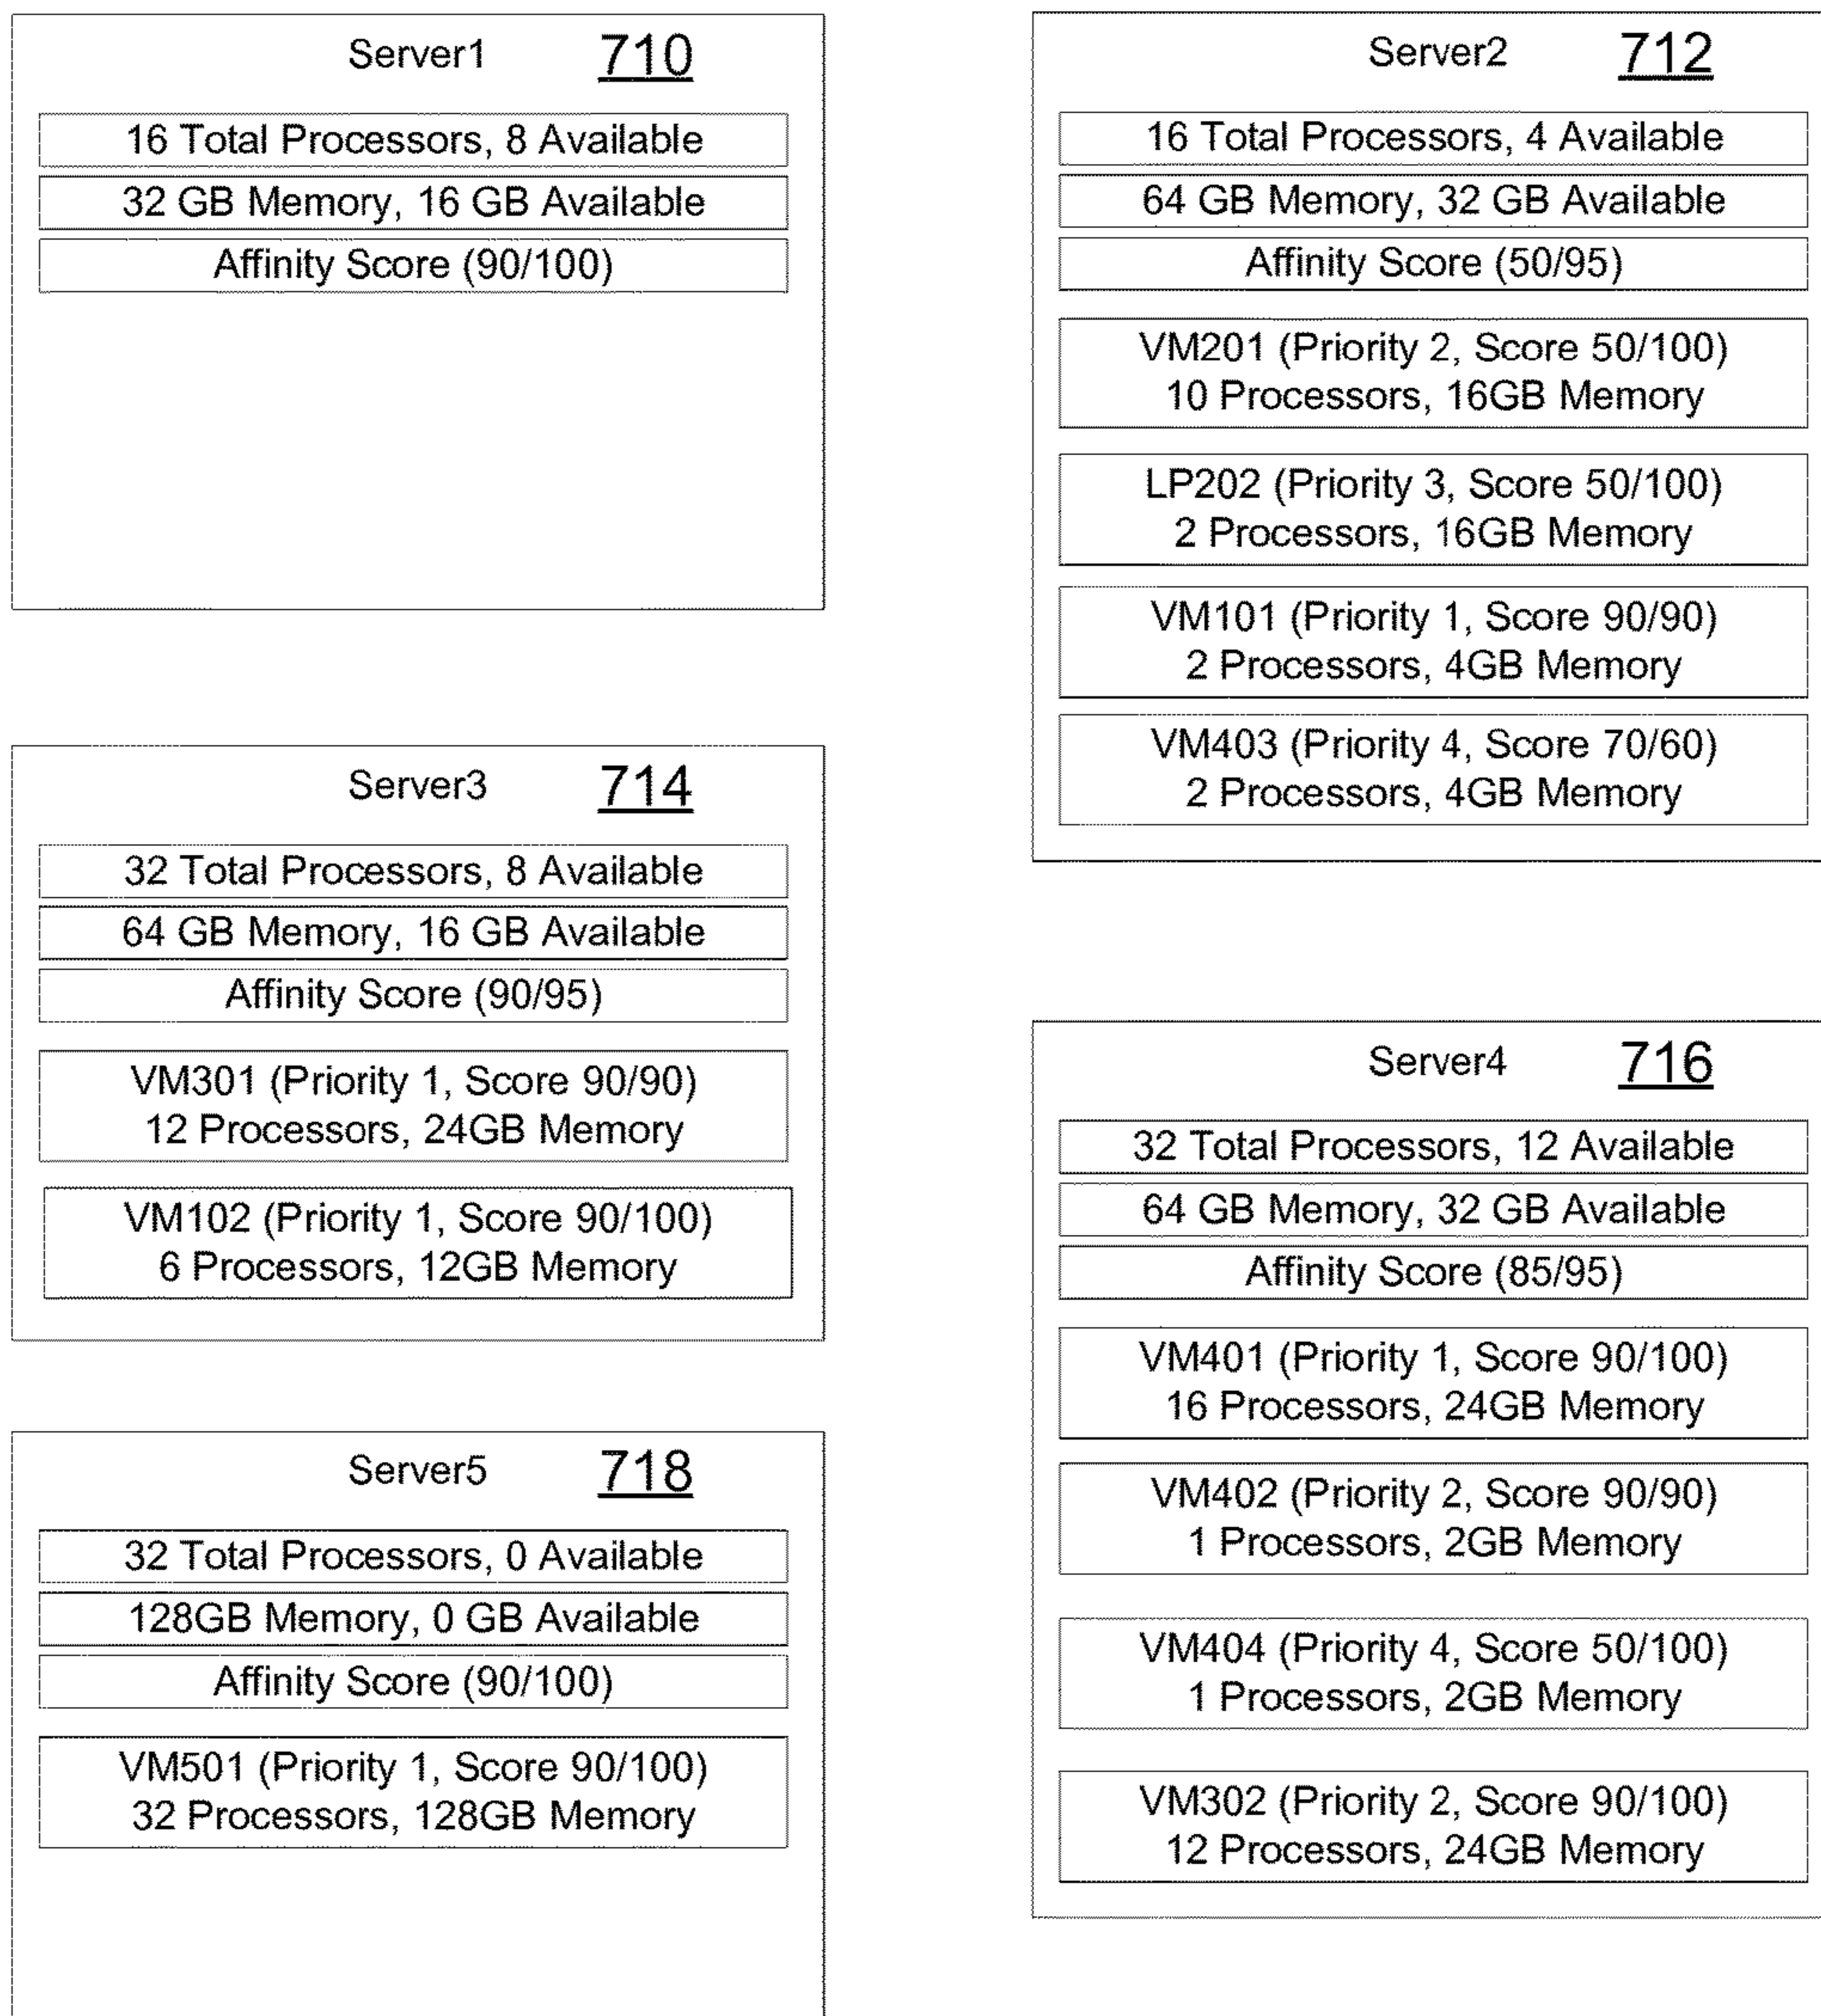 Server1 710
16 Total Processors, 8 Available
32 GB Memory, 16 GB Available
Affinity Score (90/100)
Server2 712
16 Total Processors, 4 Available
64 GB Memory, 32 GB Available
Affinity Score (50/95)
VM201 (Priority 2, Score 50/100)
10 Processors, 16GB Memory
LP202 (Priority 3, Score 50/100)
2 Processors, 16GB Memory
VM101 (Priority 1, Score 90/90)
2 Processors, 4GB Memory
VM403 (Priority 4, Score 70/60)
2 Processors, 4GB Memory
Server3 714
32 Total Processors, 8 Available
64 GB Memory, 16 GB Available
Affinity Score (90/95)
VM301 (Priority 1, Score 90/90)
12 Processors, 24GB Memory
VM102 (Priority 1, Score 90/100)
6 Processors, 12GB Memory
Server4 716
32 Total Processors, 12 Available
64 GB Memory, 32 GB Available
Affinity Score (85/95)
VM401 (Priority 1, Score 90/100)
16 Processors, 24GB Memory
VM402 (Priority 2, Score 90/90)
1 Processors, 2GB Memory
VM404 (Priority 4, Score 50/100)
1 Processors, 2GB Memory
VM302 (Priority 2, Score 90/100)
12 Processors, 24GB Memory
Server5 718
32 Total Processors, 0 Available
128GB Memory, 0 GB Available
Affinity Score (90/100)
VM501 (Priority 1, Score 90/100)
32 Processors, 128GB Memory